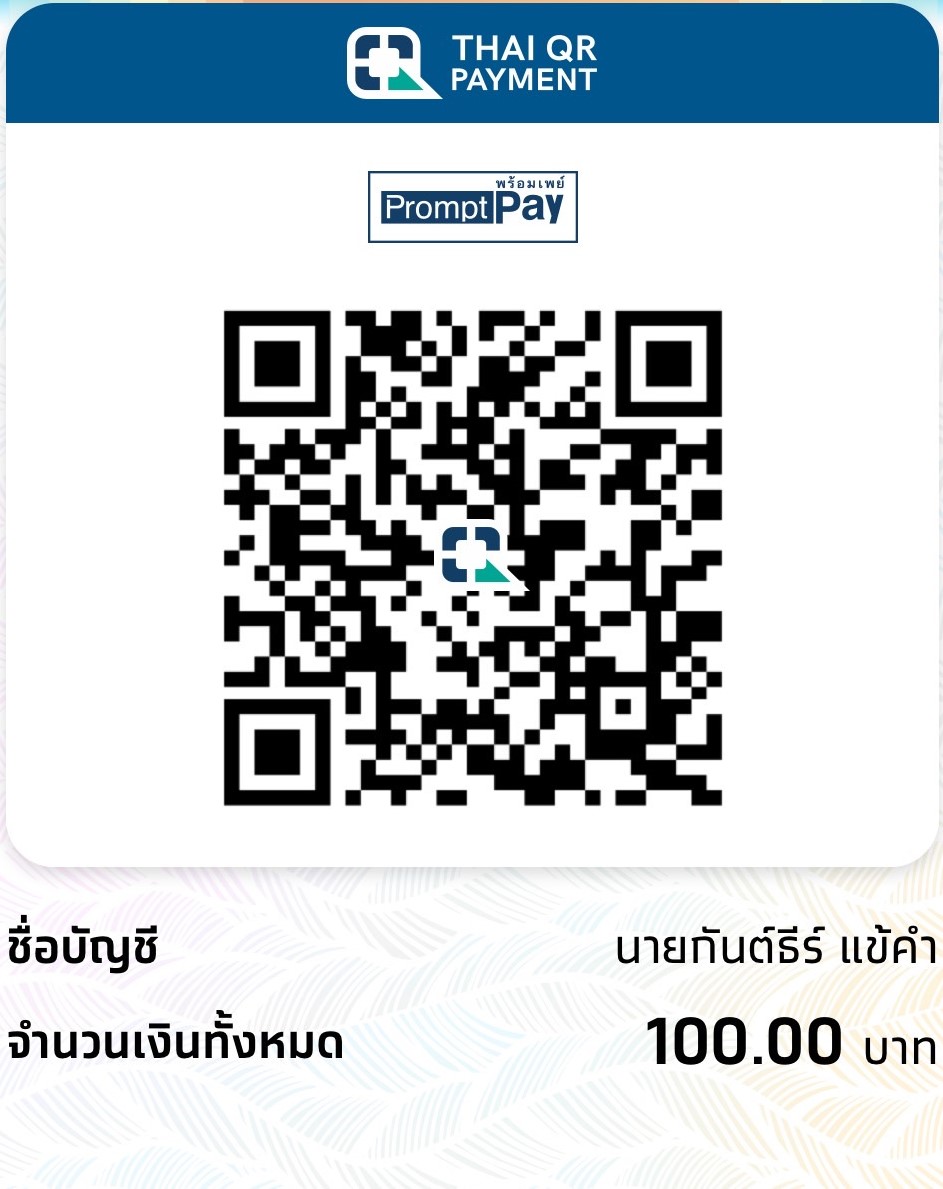 THAI QR
PAYMENT
พร้อมเพย์
PromptPay
ชื่อบัญชี นายกันต์ธีร์ แข้คำ
จำนวนเงินทั้งหมด 100.00 บาท